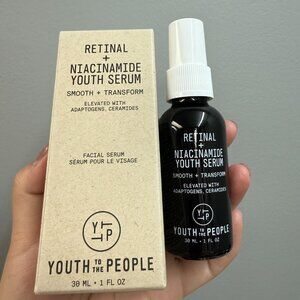 RETINAL
+
NIACINAMIDE
YOUTH SERUM
SMOOTH + TRANSFORM
ELEVATED WITH
ADAPTOGENS, CERAMIDES
FACIAL SERUM
SÉRUM POUR LE VISAGE
Y
T
P
YOUTH TO THE PEOPLE
30 ML • 1 FL OZ
RETINAL
+
NIACINAMIDE
YOUTH SERUM
SMOOTH + TRANSFORM
ELEVATED WITH
ADAPTOGENS, CERAMIDES
Y
T
P
YOUTH TO THE PEOPLE
30 ML • 1 FL OZ